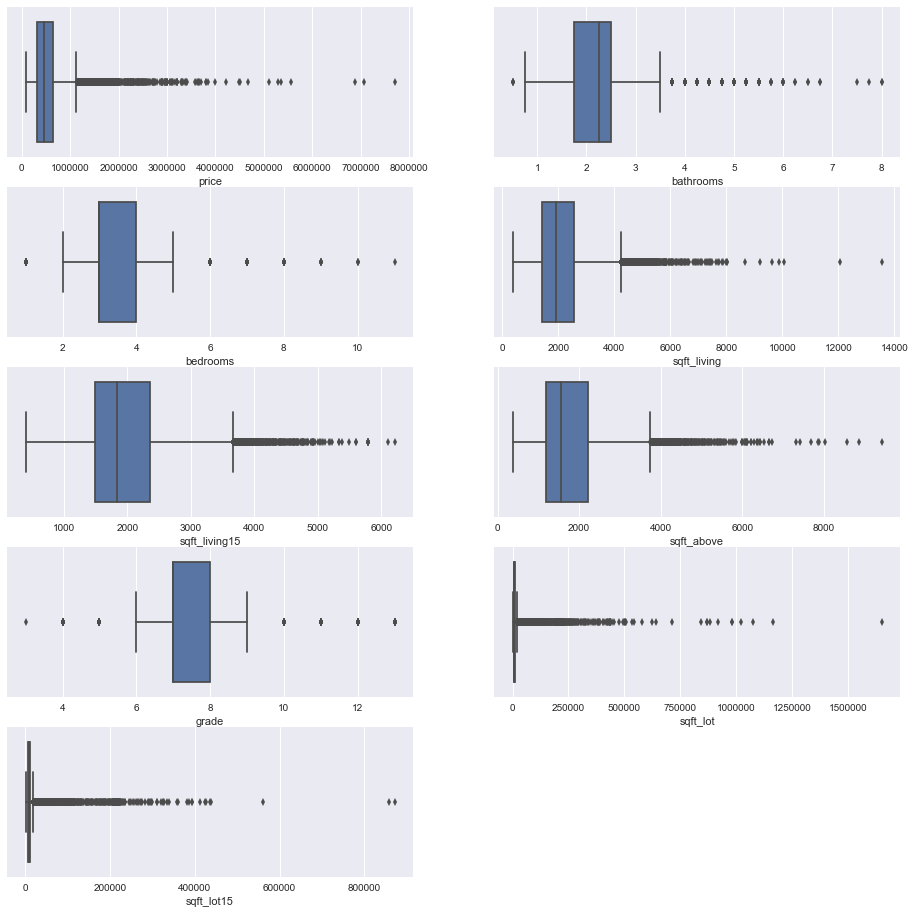 0 1000000 2000000 3000000 4000000 5000000 6000000 7000000 8000000
price
1 2 3 4 5 6 7 8
bathrooms
2 4 6 8 10
bedrooms
0 2000 4000 6000 8000 10000 12000 14000
sqft_living
1000 2000 3000 4000 5000 6000
sqft_living15
0 2000 4000 6000 8000
sqft_above
4 6 8 10 12
grade
0 250000 500000 750000 1000000 1250000 1500000
sqft_lot
0 200000 400000 600000 800000
sqft_lot15